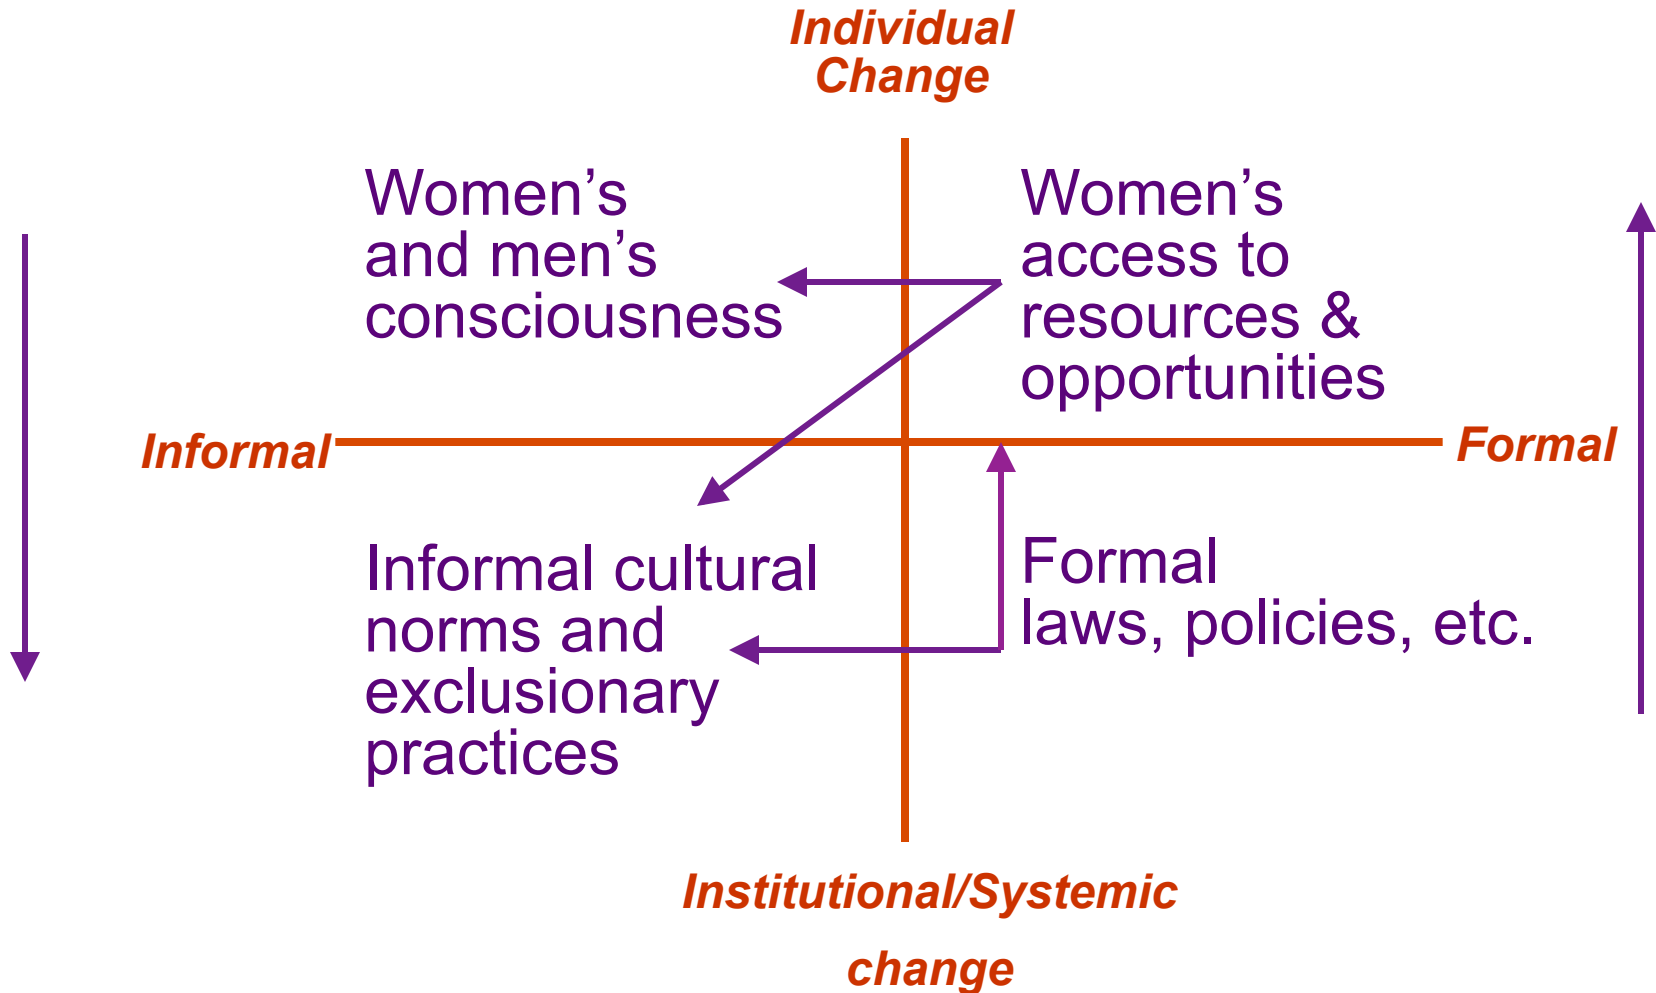 Individual
Change
Women’s
and men’s
consciousness
Women’s
access to
resources &
opportunities
Informal
Formal
Informal cultural
norms and
exclusionary
practices
Formal
laws, policies, etc.
Institutional/Systemic
change